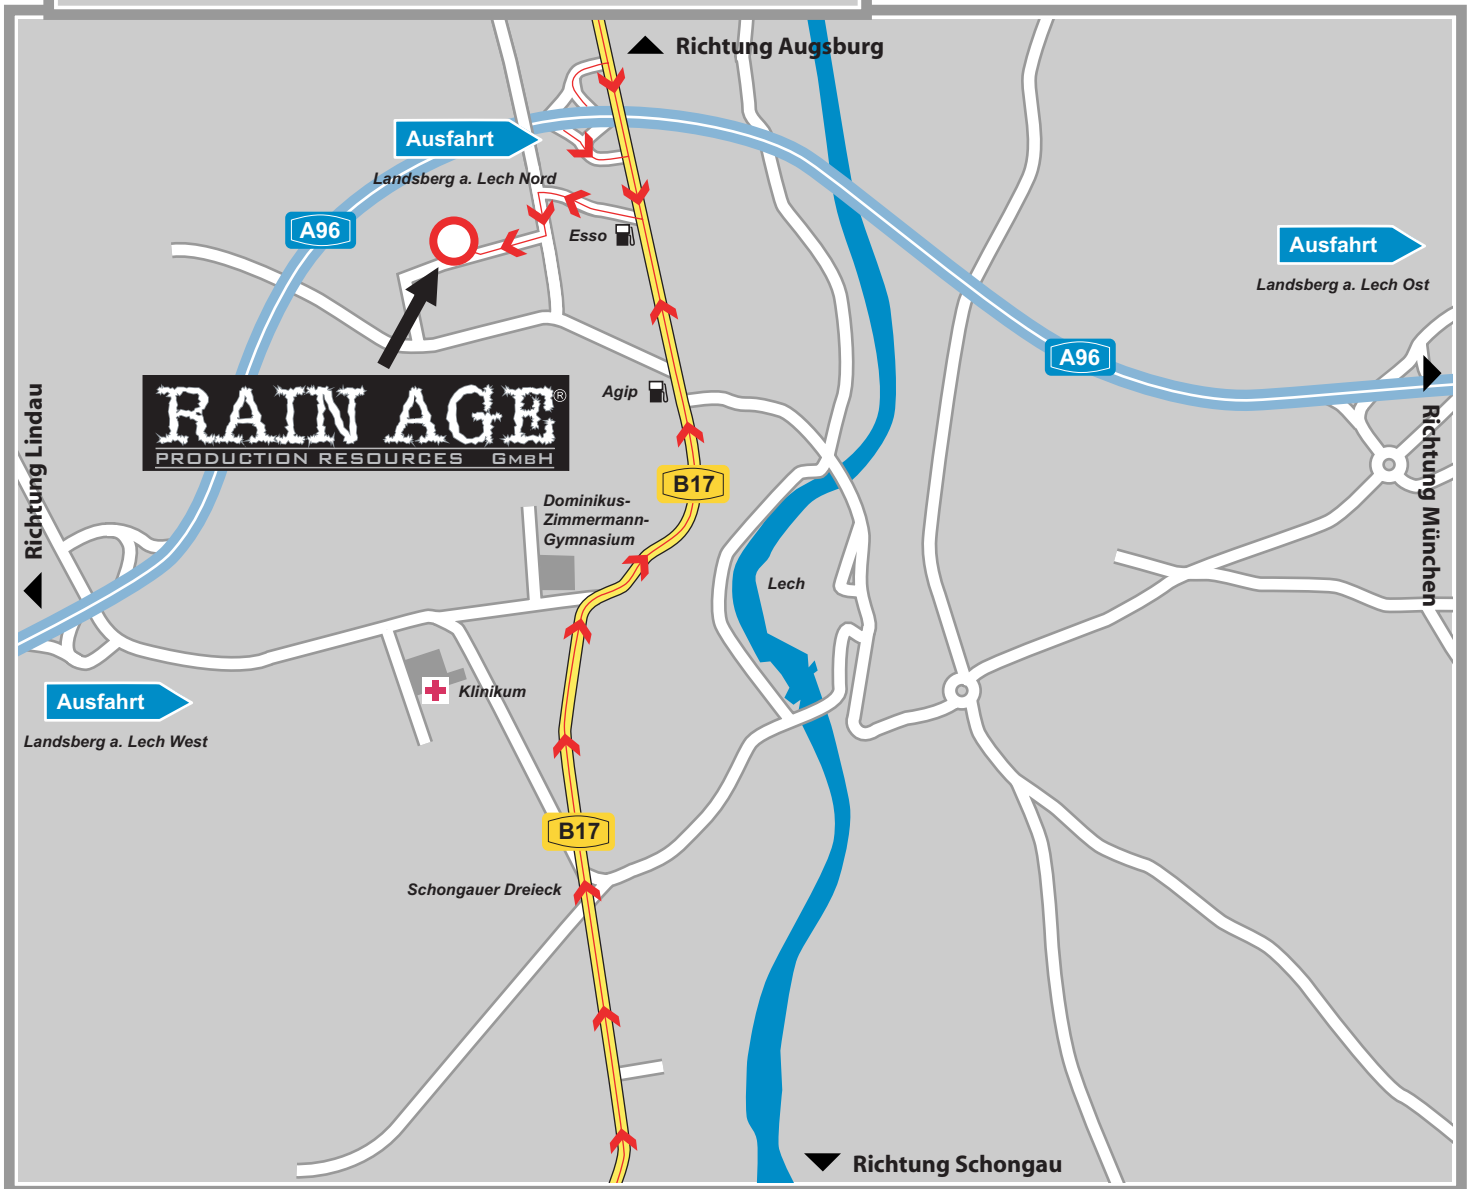 Richtung Augsburg
Ausfahrt
Landsberg a. Lech Nord
A96
Esso
Ausfahrt
Landsberg a. Lech Ost
A96
Agip
RAIN AGE®
PRODUCTION RESOURCES GMBH
Richtung Lindau
Richtung München
B17
Dominikus-
Zimmermann-
Gymnasium
Lech
Klinikum
Ausfahrt
Landsberg a. Lech West
B17
Schongauer Dreieck
Richtung Schongau